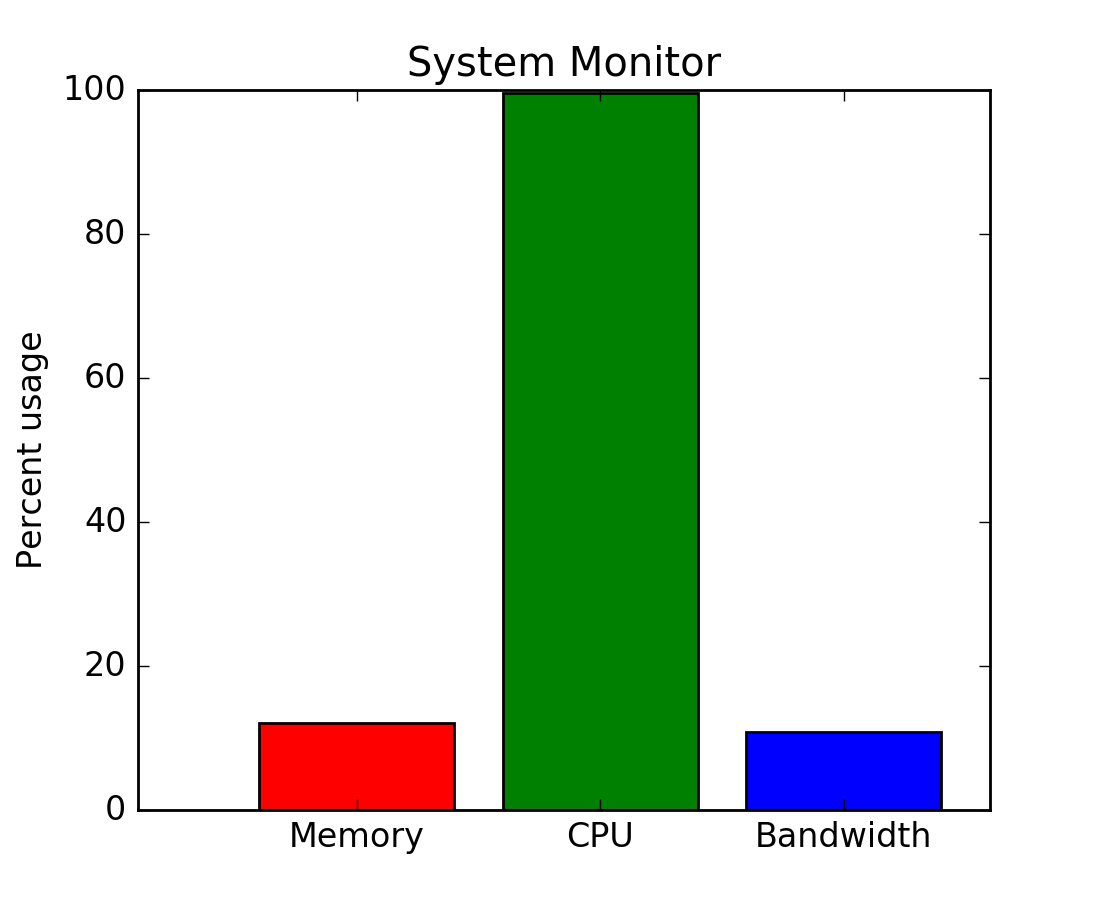 System Monitor
100
80
60
40
20
0
Percent usage
Memory
CPU
Bandwidth